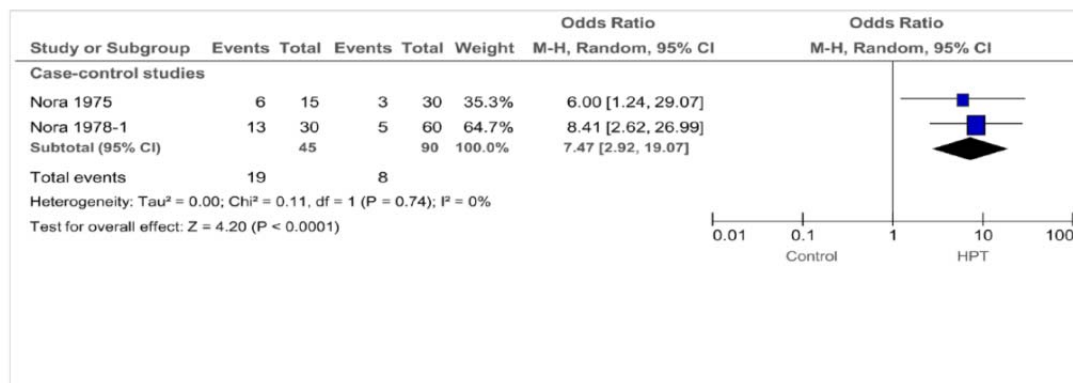 Odds Ratio Odds Ratio
Study or Subgroup Events Total Events Total Weight M-H, Random, 95% CI M-H, Random, 95% CI
Case-control studies
Nora 1975 6 15 3 30 35.3% 6.00 [1.24, 29.07]
Nora 1978-1 13 30 5 60 64.7% 8.41 [2.62, 26.99]
Subtotal (95% CI) 45 90 100.0% 7.47 [2.92, 19.07]
Total events 19 8
Heterogeneity: Tau² = 0.00; Chi² = 0.11, df = 1 (P = 0.74); I² = 0%
Test for overall effect: Z = 4.20 (P < 0.0001)
0.01 0.1 1 10 100
Control HPT